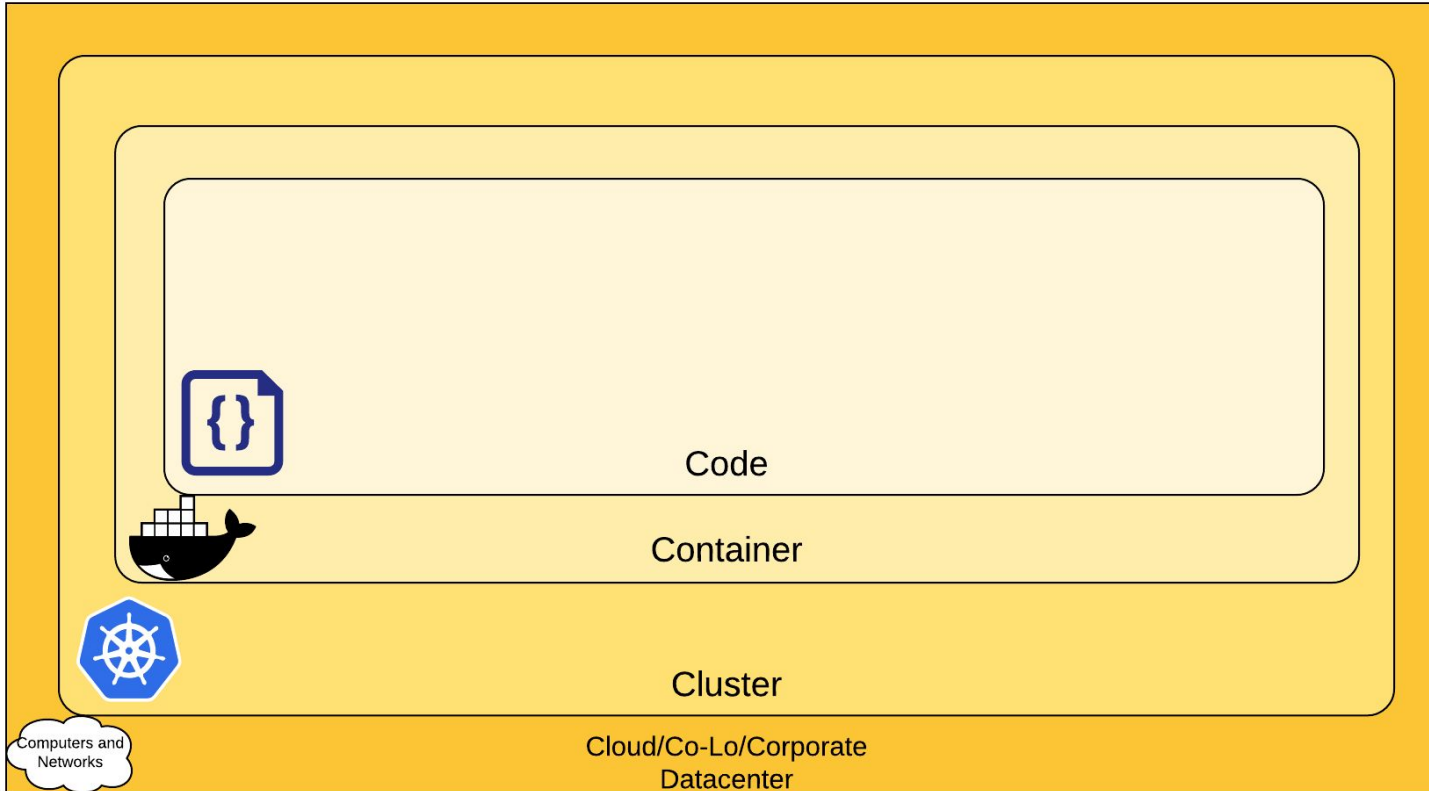 {}
Code
Container
Cluster
Computers and
Networks
Cloud/Co-Lo/Corporate
Datacenter